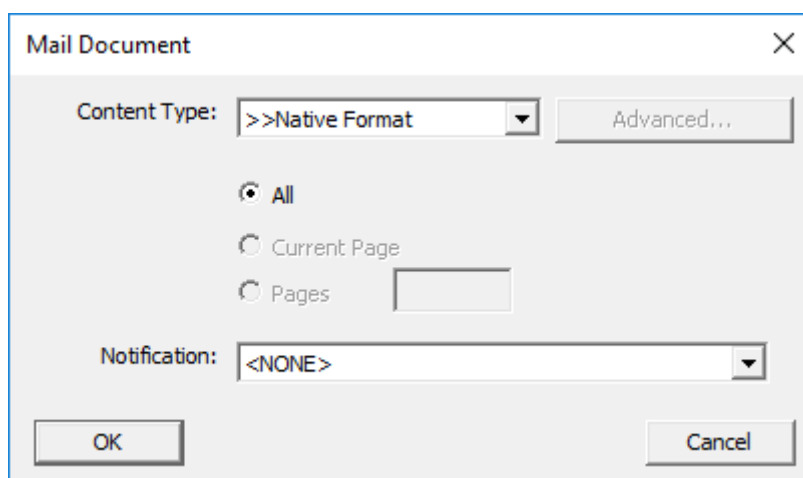 Mail Document
Content Type: >>Native Format Advanced...
All
Current Page
Pages
Notification: <NONE>
OK Cancel